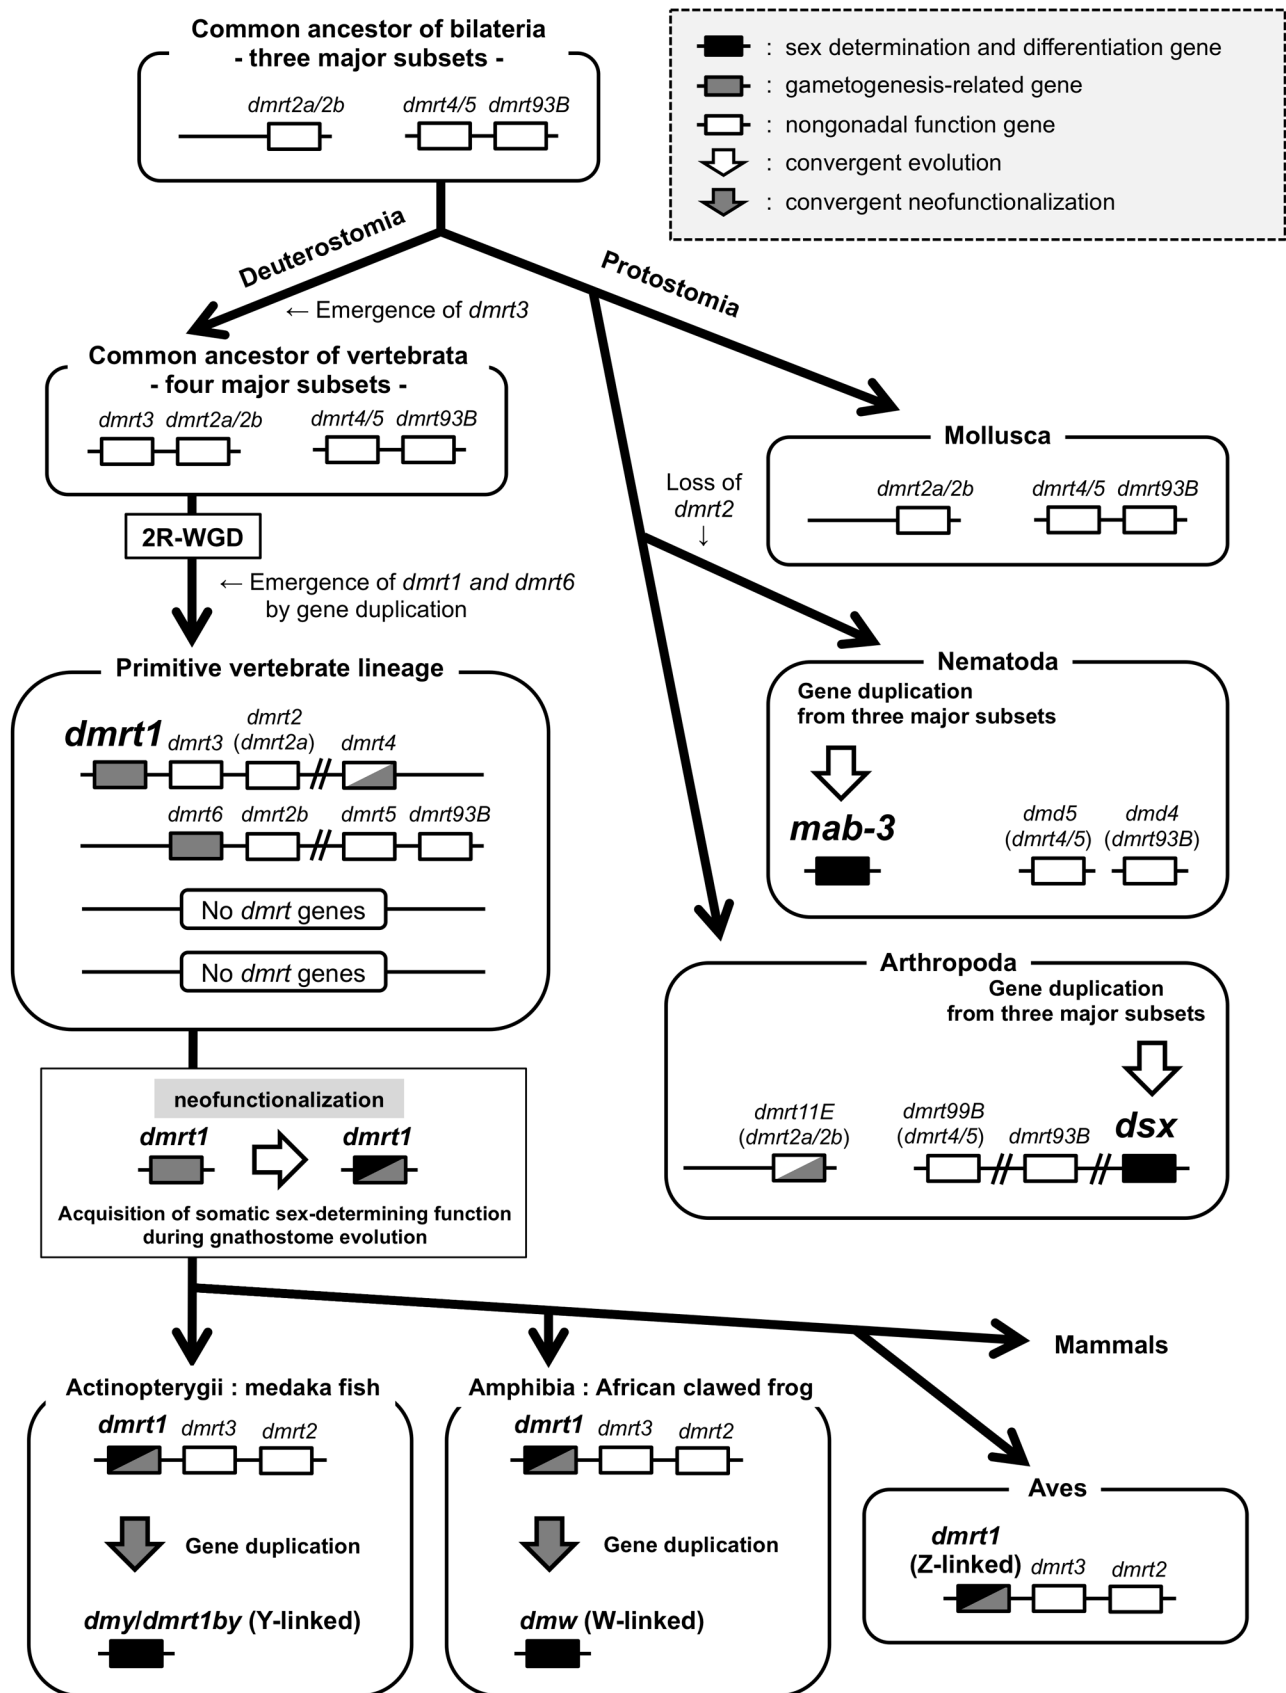 Common ancestor of bilateria
- three major subsets -
dmrt2a/2b
dmrt4/5 dmrt93B
: sex determination and differentiation gene
: gametogenesis-related gene
: nongonadal function gene
: convergent evolution
: convergent neofunctionalization
Deuterostomia
Protostomia
← Emergence of dmrt3
Common ancestor of vertebrata
- four major subsets -
dmrt3 dmrt2a/2b
dmrt4/5 dmrt93B
2R-WGD
← Emergence of dmrt1 and dmrt6
by gene duplication
Mollusca
dmrt2a/2b
dmrt4/5 dmrt93B
Loss of
dmrt2
↓
Primitive vertebrate lineage
dmrt1 dmrt3 dmrt2 (dmrt2a) dmrt4
dmrt6 dmrt2b dmrt5 dmrt93B
No dmrt genes
No dmrt genes
Nematoda
Gene duplication
from three major subsets
mab-3
dmd5 dmd4
(dmrt4/5) (dmrt93B)
Arthropoda
Gene duplication
from three major subsets
dmrt11E
(dmrt2a/2b)
dmrt99B
(dmrt4/5)
dmrt93B
dsx
neofunctionalization
dmrt1 dmrt1
Acquisition of somatic sex-determining function
during gnathostome evolution
Mammals
Actinopterygii : medaka fish
dmrt1 dmrt3 dmrt2
Gene duplication
dmy/dmrt1by (Y-linked)
Amphibia : African clawed frog
dmrt1 dmrt3 dmrt2
Gene duplication
dmw (W-linked)
Aves
dmrt1
(Z-linked) dmrt3 dmrt2